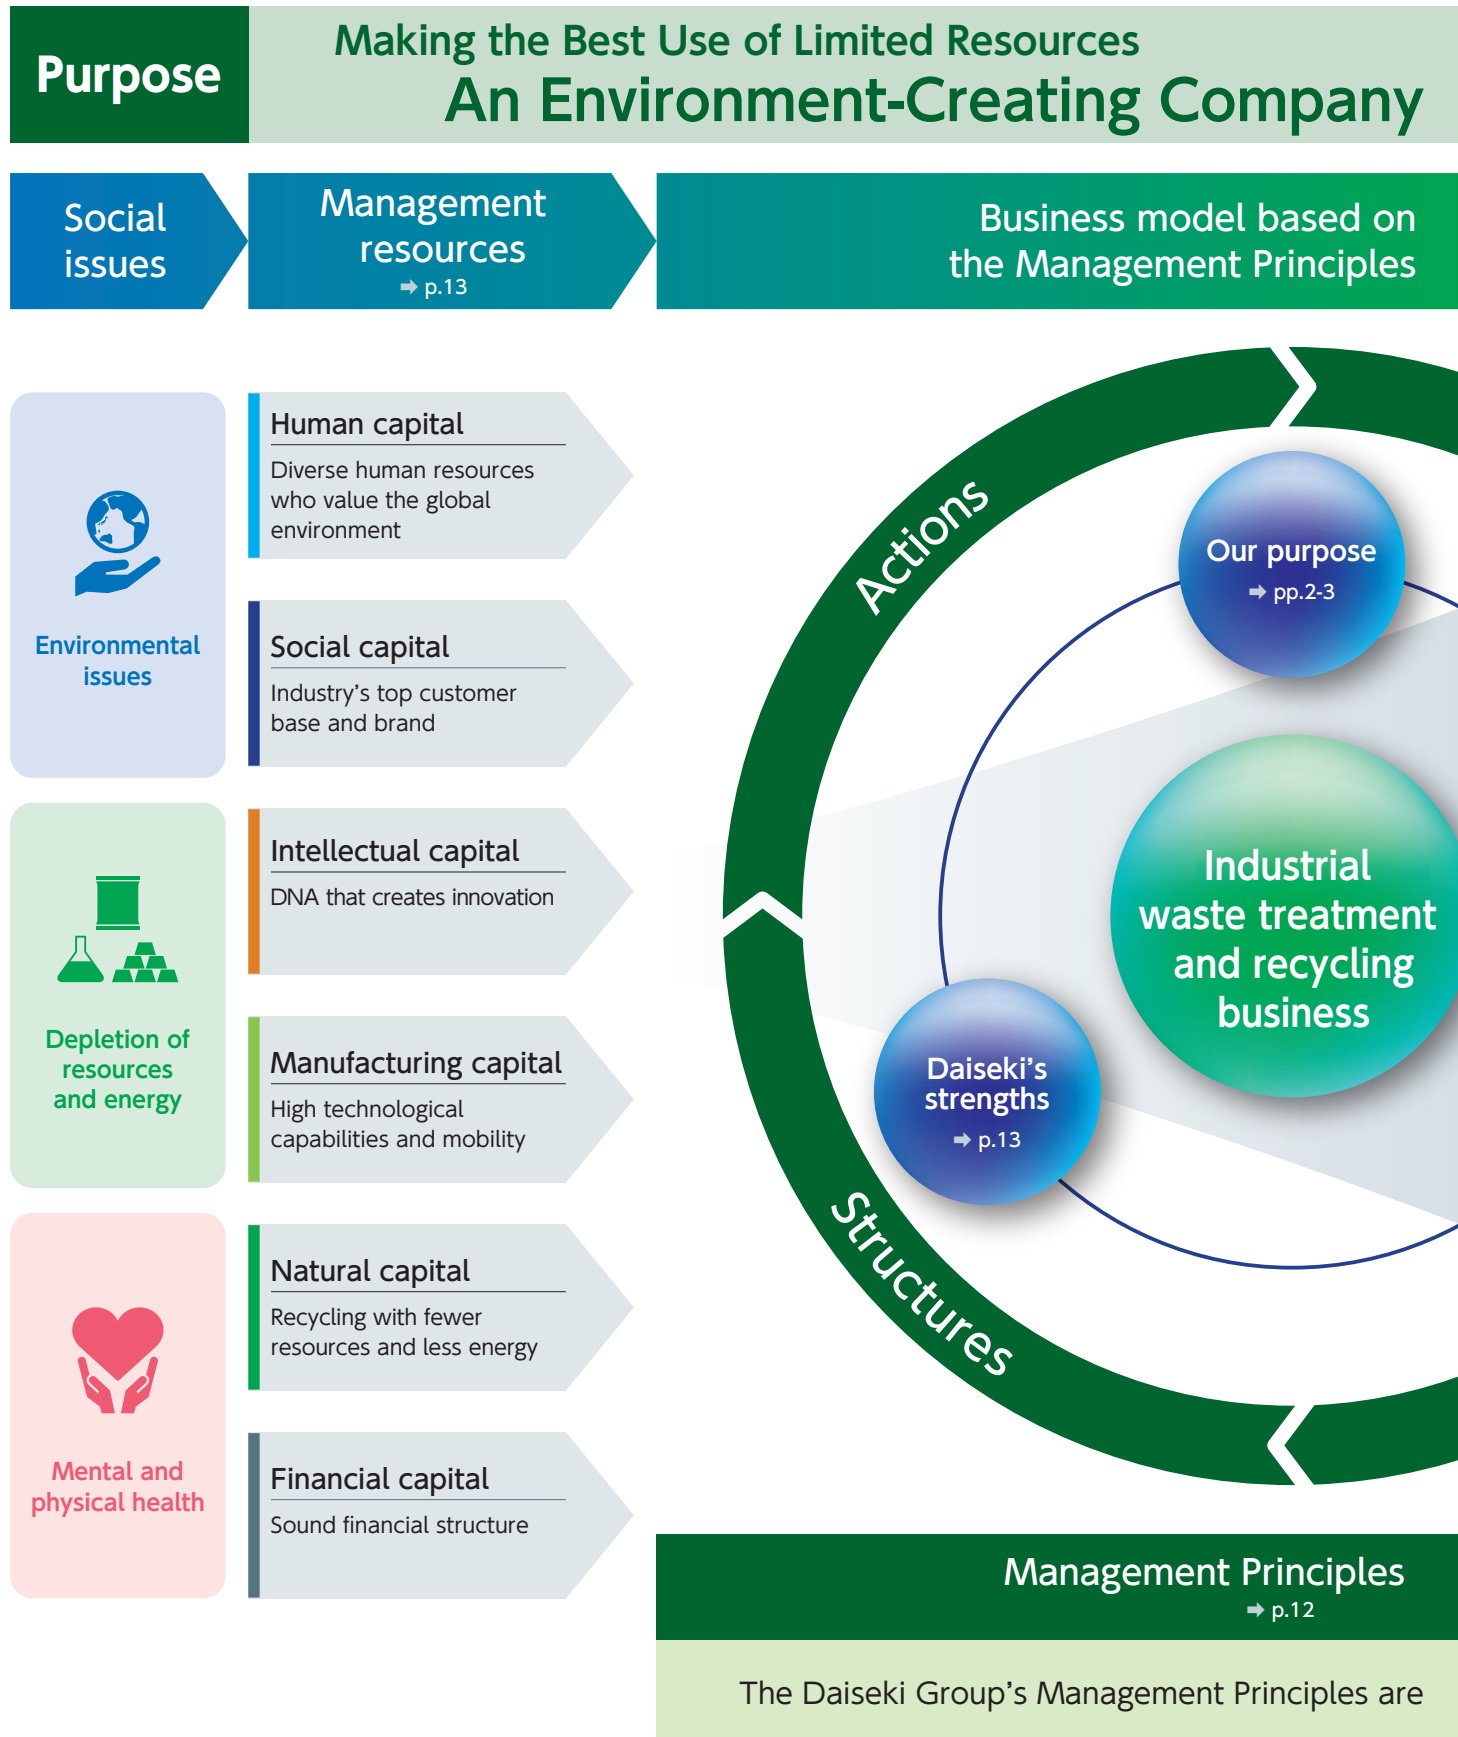 Purpose
Making the Best Use of Limited Resources
An Environment-Creating Company
Social
issues
Management
resources
➡ p.13
Business model based on
the Management Principles
Environmental
issues
Depletion of
resources
and energy
Mental and
physical health
Human capital
Diverse human resources
who value the global
environment
Social capital
Industry's top customer
base and brand
Intellectual capital
DNA that creates innovation
Manufacturing capital
High technological
capabilities and mobility
Natural capital
Recycling with fewer
resources and less energy
Financial capital
Sound financial structure
Actions
Structures
Our purpose
➡ pp.2-3
Industrial
waste treatment
and recycling
business
Daiseki's
strengths
➡ p.13
Management Principles
➡ p.12
The Daiseki Group's Management Principles are